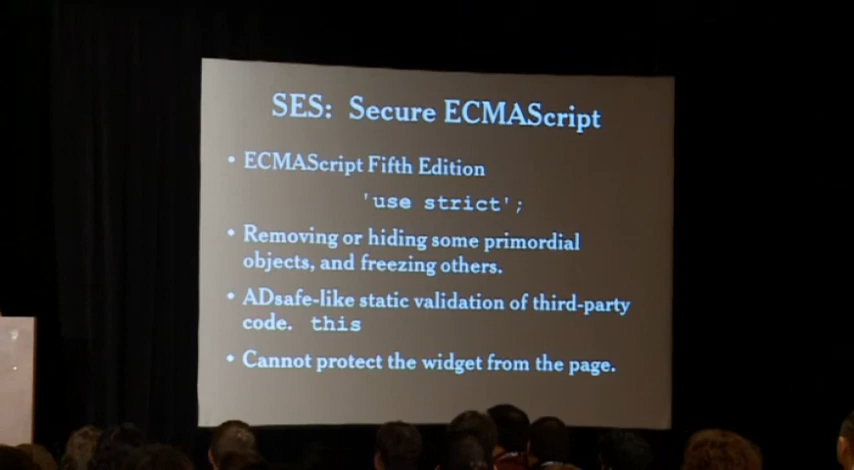 SES: Secure ECMAScript
• ECMAScript Fifth Edition
'use strict';
• Removing or hiding some primordial
objects, and freezing others.
• ADsafe-like static validation of third-party
code. this
• Cannot protect the widget from the page.